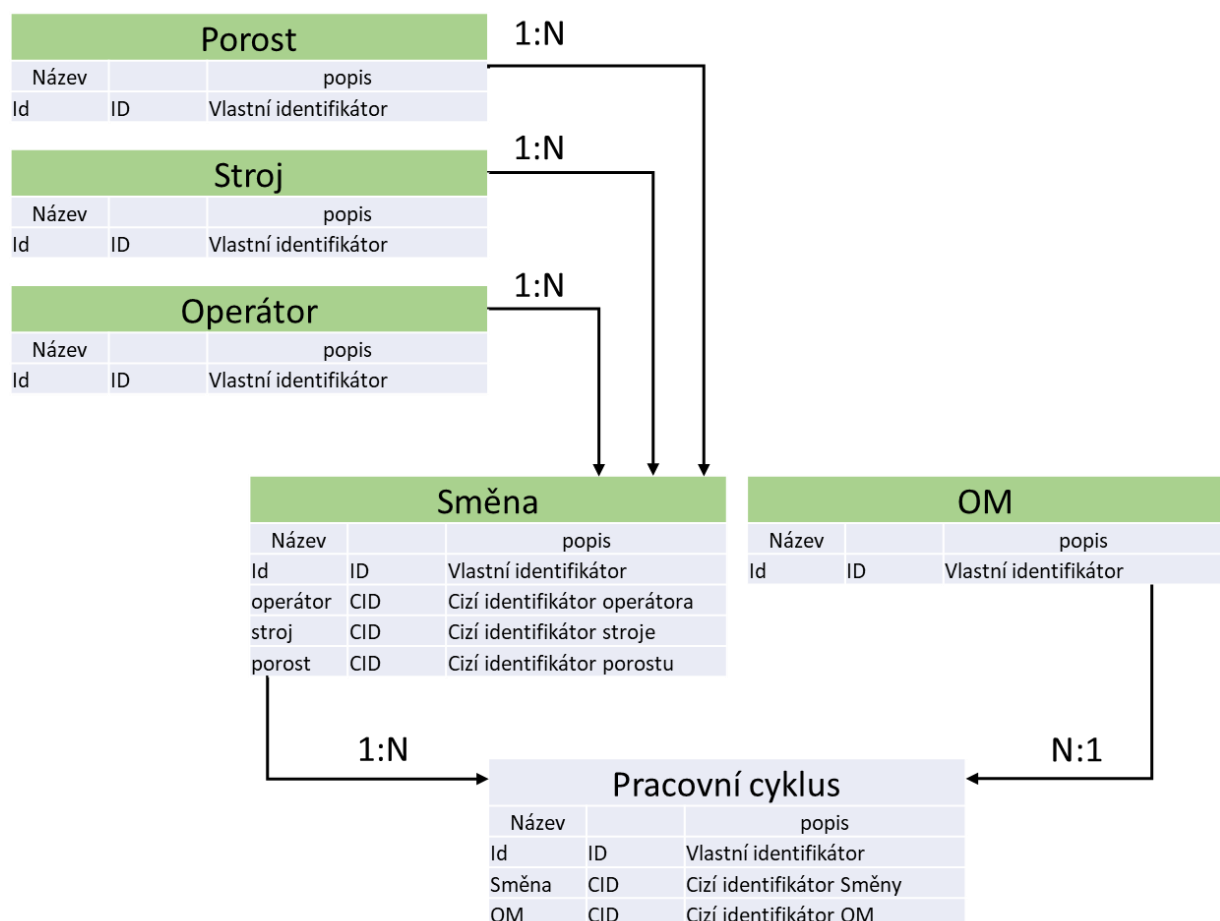 Porost
1:N
Název popis
Id ID Vlastní identifikátor
Stroj
1:N
Název popis
Id ID Vlastní identifikátor
Operátor
1:N
Název popis
Id ID Vlastní identifikátor
Směna
Název popis
Id ID Vlastní identifikátor
operátor CID Cizí identifikátor operátora
stroj CID Cizí identifikátor stroje
porost CID Cizí identifikátor porostu
OM
Název popis
Id ID Vlastní identifikátor
1:N
N:1
Pracovní cyklus
Název popis
Id ID Vlastní identifikátor
Směna CID Cizí identifikátor Směny
OM CID Cizí identifikátor OM